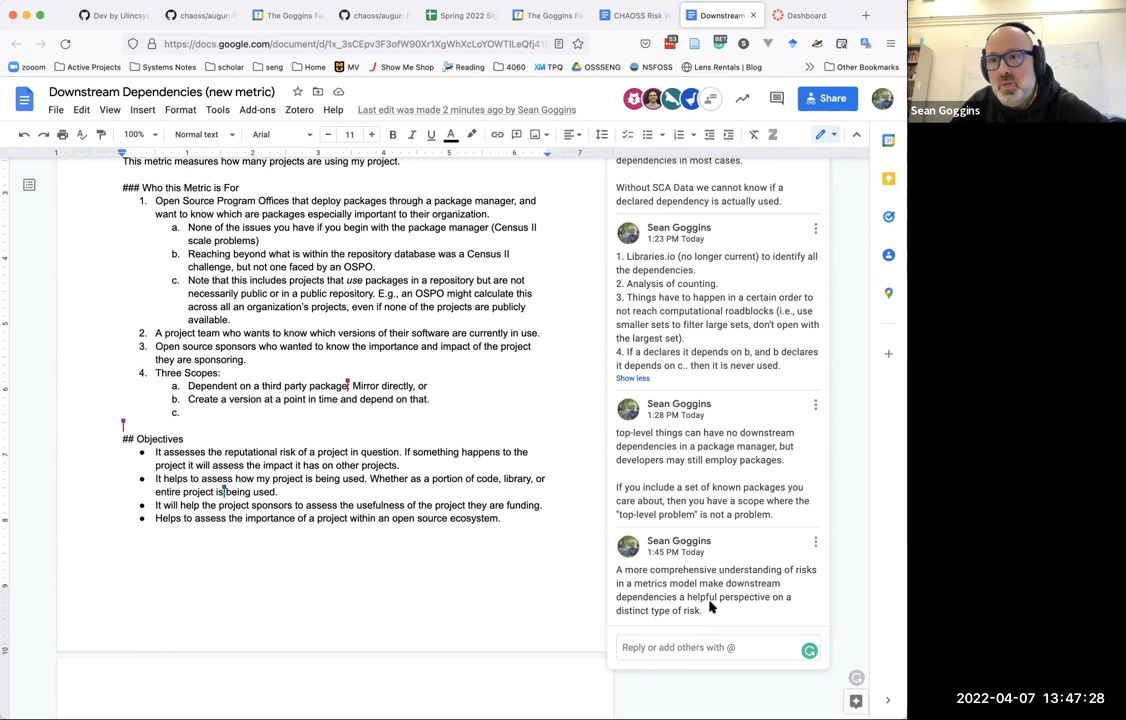 Dev by Ulincsys
chaoss/augur:
The Goggins Fa
chaoss/augur: P
Spring 2022 Si
The Goggins Fa
CHAOSS Risk W
Downstream
Dashboard
https://docs.google.com/document/d/1x_3sCEpv3F3ofW90Xr1XgWhXcLoYOWTlLeQfj41
zooom
Active Projects
Systems Notes
scholar
seng
Home
MV
Show Me Shop
Reading
4060
TPQ
OSSSENG
NSFOSS
Lens Rentals | Blog
Other Bookmarks
Downstream Dependencies (new metric)
File Edit View Insert Format Tools Add-ons Zotero Help
Last edit was made 2 minutes ago by Sean Goggins
Share
100%
Normal text
Arial
11
This metric measures how many projects are using my project.
### Who this Metric is For
1. Open Source Program Offices that deploy packages through a package manager, and
want to know which are packages especially important to their organization.
a. None of the issues you have if you begin with the package manager (Census II
scale problems)
b. Reaching beyond what is within the repository database was a Census II
challenge, but not one faced by an OSPO.
c. Note that this includes projects that use packages in a repository but are not
necessarily public or in a public repository. E.g., an OSPO might calculate this
across all an organization's projects, even if none of the projects are publicly
available.
2. A project team who wants to know which versions of their software are currently in use.
3. Open source sponsors who wanted to know the importance and impact of the project
they are sponsoring.
4. Three Scopes:
a. Dependent on a third party package. Mirror directly, or
b. Create a version at a point in time and depend on that.
c.
## Objectives
● It assesses the reputational risk of a project in question. If something happens to the
project it will assess the impact it has on other projects.
● It helps to assess how my project is being used. Whether as a portion of code, library, or
entire project is being used.
● It will help the project sponsors to assess the usefulness of the project they are funding.
● Helps to assess the importance of a project within an open source ecosystem.
dependencies in most cases.
Without SCA Data we cannot know if a
declared dependency is actually used.
Sean Goggins
1:23 PM Today
1. Libraries.io (no longer current) to identify all
the dependencies.
2. Analysis of counting.
3. Things have to happen in a certain order to
not reach computational roadblocks (i.e., use
smaller sets to filter large sets, don't open with
the largest set).
4. If a declares it depends on b, and b declares
it depends on c.. then it is never used.
Show less
Sean Goggins
1:28 PM Today
top-level things can have no downstream
dependencies in a package manager, but
developers may still employ packages.
If you include a set of known packages you
care about, then you have a scope where the
"top-level problem" is not a problem.
Sean Goggins
1:45 PM Today
A more comprehensive understanding of risks
in a metrics model make downstream
dependencies a helpful perspective on a
distinct type of risk.
Reply or add others with @
Sean Goggins
2022-04-07 13:47:28